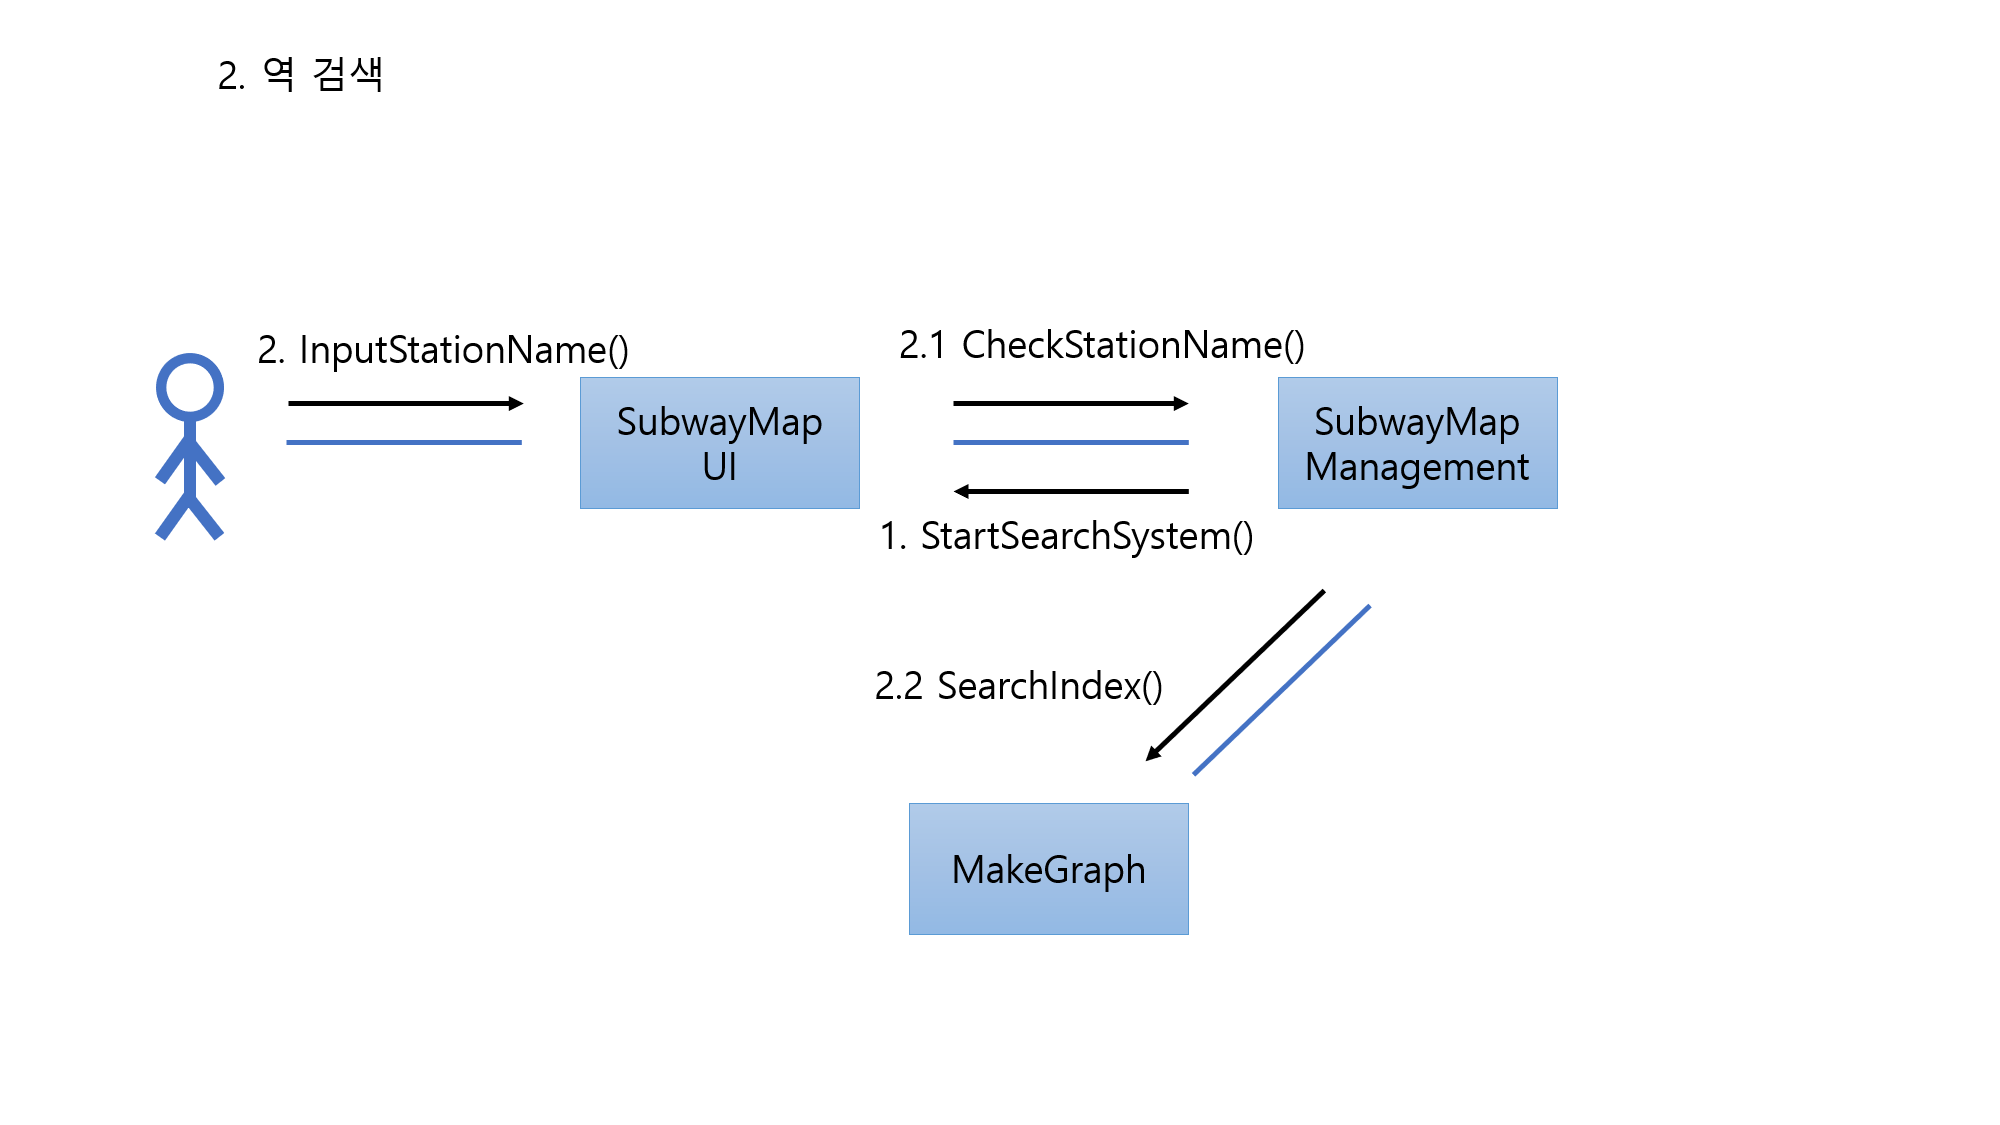 2. 역 검색
2. InputStationName()
2.1 CheckStationName()
SubwayMap
UI
SubwayMap
Management
1. StartSearchSystem()
2.2 SearchIndex()
MakeGraph